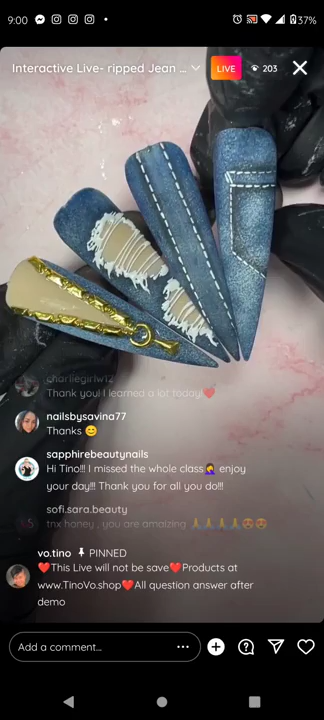 9:00
37%
Interactive Live- ripped Jean ...
LIVE
203
charliegirlw12
Thank you! I learned a lot today!❤️
nailsbysavina77
Thanks 😊
sapphirebeautynails
Hi Tino!!! I missed the whole class🤦‍♀️ enjoy
your day!!! Thank you for all you do!!!
sofi.sara.beauty
tnx honey , you are amalzing 🙏🙏🙏🙏😍😍
vo.tino 📌 PINNED
❤️This Live will not be save❤️Products at
www.TinoVo.shop❤️All question answer after
demo
Add a comment...